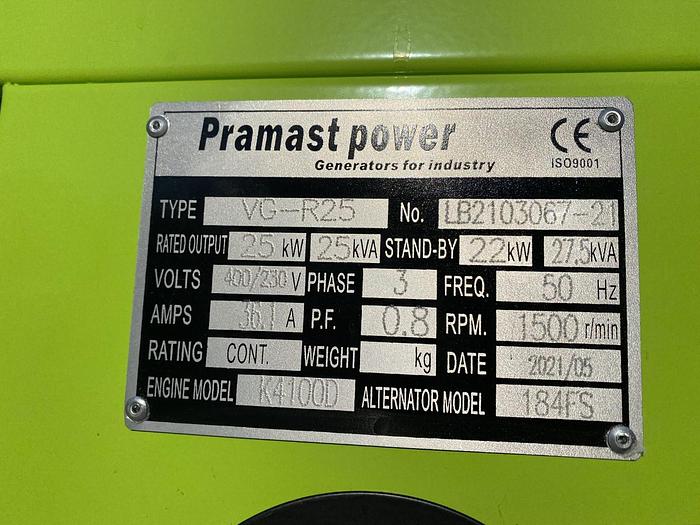 Pramast power
Generators for industry
CE
ISO9001
TYPE VG-R25 No. LB2103067-21
RATED OUTPUT 25 kW 25 kVA STAND-BY 22 kW 27,5 kVA
VOLTS 400/230 V PHASE 3 FREQ. 50 Hz
AMPS 36.1 A P.F. 0.8 RPM. 1500 r/min
RATING CONT. WEIGHT kg DATE 2021/05
ENGINE MODEL K4100D ALTERNATOR MODEL 184FS